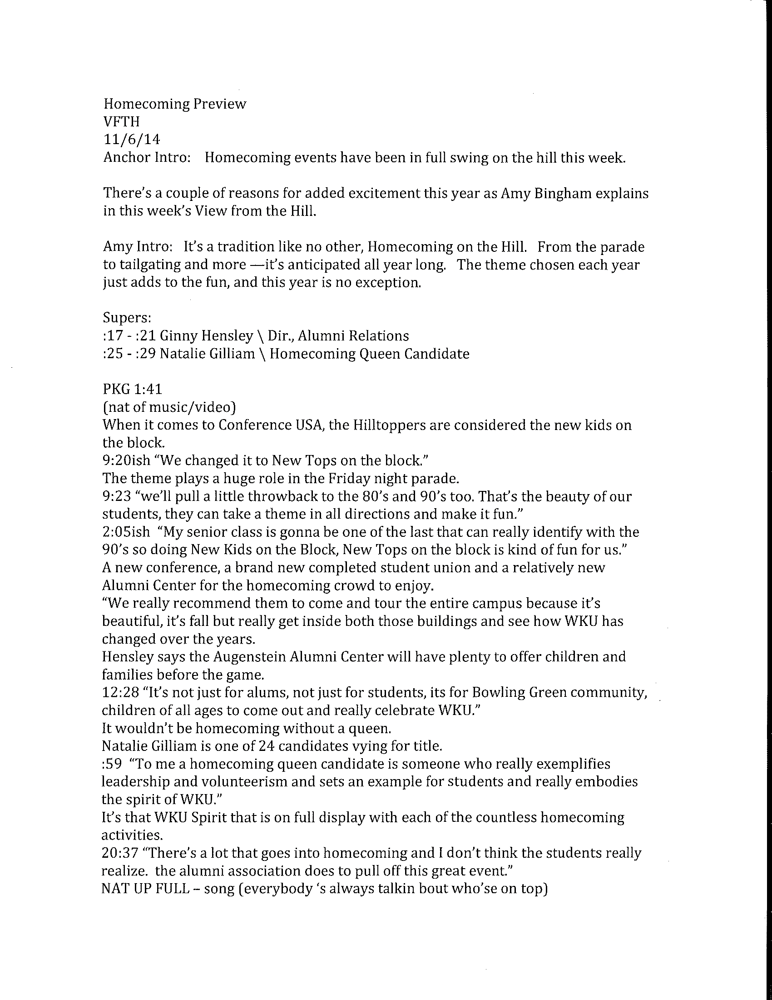 Homecoming Preview
VFTH
11/6/14
Anchor Intro:   Homecoming events have been in full swing on the hill this week.
There's a couple of reasons for added excitement this year as Amy Bingham explains
in this week's View from the Hill.
Amy Intro:   It's a tradition like no other, Homecoming on the Hill.   From the parade
to tailgating and more —it's anticipated all year long.   The theme chosen each year
just adds to the fun, and this year is no exception.
Supers:
:17 - :21 Ginny Hensley \ Dir., Alumni Relations
:25 - :29 Natalie Gilliam \ Homecoming Queen Candidate
PKG 1:41
(nat of music/video)
When it comes to Conference USA, the Hilltoppers are considered the new kids on
the block.
9:20ish “We changed it to New Tops on the block.”
The theme plays a huge role in the Friday night parade.
9:23 “we'll pull a little throwback to the 80's and 90's too. That's the beauty of our
students, they can take a theme in all directions and make it fun.”
2:05ish  “My senior class is gonna be one of the last that can really identify with the
90's so doing New Kids on the Block, New Tops on the block is kind of fun for us.”
A new conference, a brand new completed student union and a relatively new
Alumni Center for the homecoming crowd to enjoy.
“We really recommend them to come and tour the entire campus because it's
beautiful, it's fall but really get inside both those buildings and see how WKU has
changed over the years.
Hensley says the Augenstein Alumni Center will have plenty to offer children and
families before the game.
12:28 “It's not just for alums, not just for students, its for Bowling Green community,
children of all ages to come out and really celebrate WKU.”
It wouldn't be homecoming without a queen.
Natalie Gilliam is one of 24 candidates vying for title.
:59  “To me a homecoming queen candidate is someone who really exemplifies
leadership and volunteerism and sets an example for students and really embodies
the spirit of WKU.”
It's that WKU Spirit that is on full display with each of the countless homecoming
activities.
20:37 “There's a lot that goes into homecoming and I don't think the students really
realize.  the alumni association does to pull off this great event.”
NAT UP FULL – song (everybody ‘s always talkin bout who'se on top)